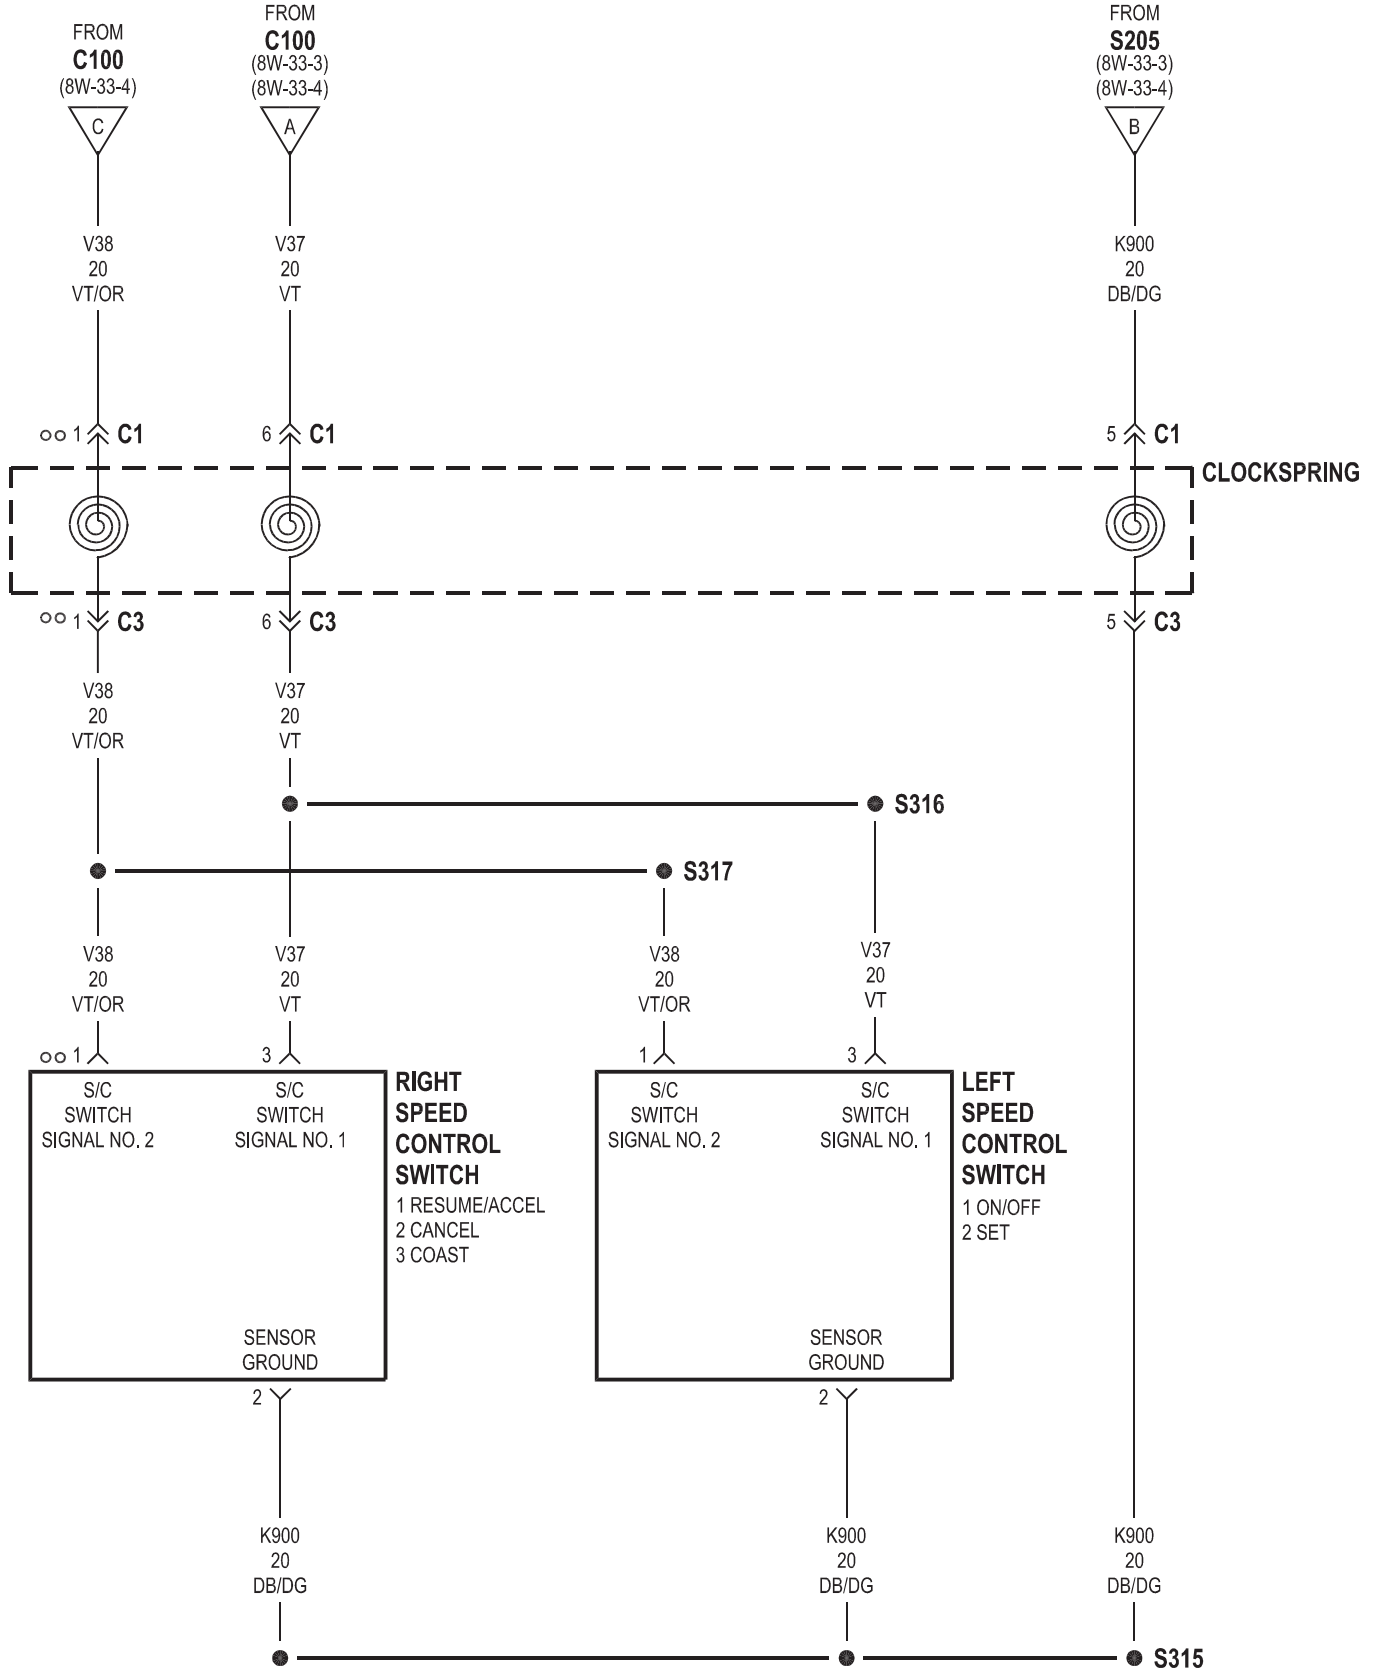 FROM
C100
(8W-33-4)
C
FROM
C100
(8W-33-3)
(8W-33-4)
A
FROM
S205
(8W-33-3)
(8W-33-4)
B
V38
20
VT/OR
V37
20
VT
K900
20
DB/DG
1 C1
6 C1
5 C1
CLOCKSPRING
1 C3
6 C3
5 C3
V38
20
VT/OR
V37
20
VT
S316
S317
V38
20
VT/OR
V37
20
VT
V38
20
VT/OR
V37
20
VT
1
3
1
3
S/C
SWITCH
SIGNAL NO. 2
S/C
SWITCH
SIGNAL NO. 1
RIGHT
SPEED
CONTROL
SWITCH
1 RESUME/ACCEL
2 CANCEL
3 COAST
S/C
SWITCH
SIGNAL NO. 2
S/C
SWITCH
SIGNAL NO. 1
LEFT
SPEED
CONTROL
SWITCH
1 ON/OFF
2 SET
SENSOR
GROUND
SENSOR
GROUND
2
2
K900
20
DB/DG
K900
20
DB/DG
K900
20
DB/DG
S315